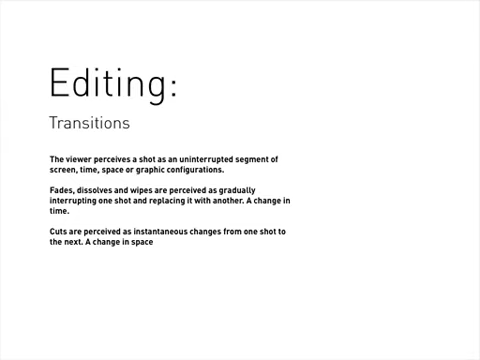 Editing:
Transitions
The viewer perceives a shot as an uninterrupted segment of
screen, time, space or graphic configurations.
Fades, dissolves and wipes are perceived as gradually
interrupting one shot and replacing it with another. A change in
time.
Cuts are perceived as instantaneous changes from one shot to
the next. A change in space